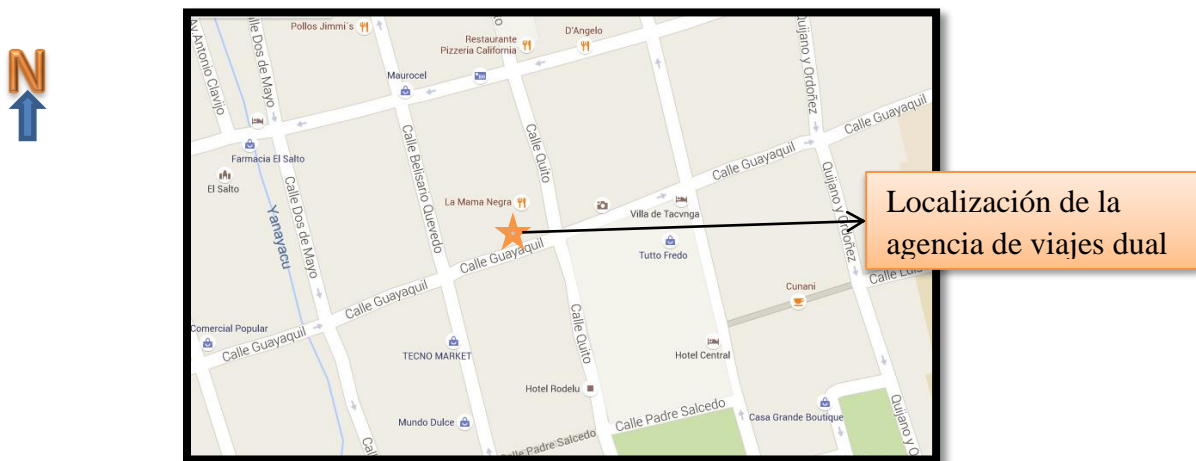 N
Pollos Jimmi's
D'Angelo
Restaurante
Pizzeria California
Quijano y Ordoñez
Av Antonio Clavijo
Calle Dos de Mayo
Maurocel
Calle Guayaquil
Farmacia El Salto
Calle Belisario Quevedo
Calle Quito
El Salto
Calle Guayaquil
Quijano y Ordoñez
Calle Dos de Mayo
La Mama Negra
Villa de Tacvnga
Localización de la
agencia de viajes dual
Yanayacu
Calle Guayaquil
Tutto Fredo
Cunani
Calle Guayaquil
Comercial Popular
Calle Guayaquil
Calle Quito
TECNO MARKET
Hotel Central
Hotel Rodelu
Calle Padre Salcedo
Casa Grande Boutique
Quijano y O
Mundo Dulce
Calle Padre Salcedo